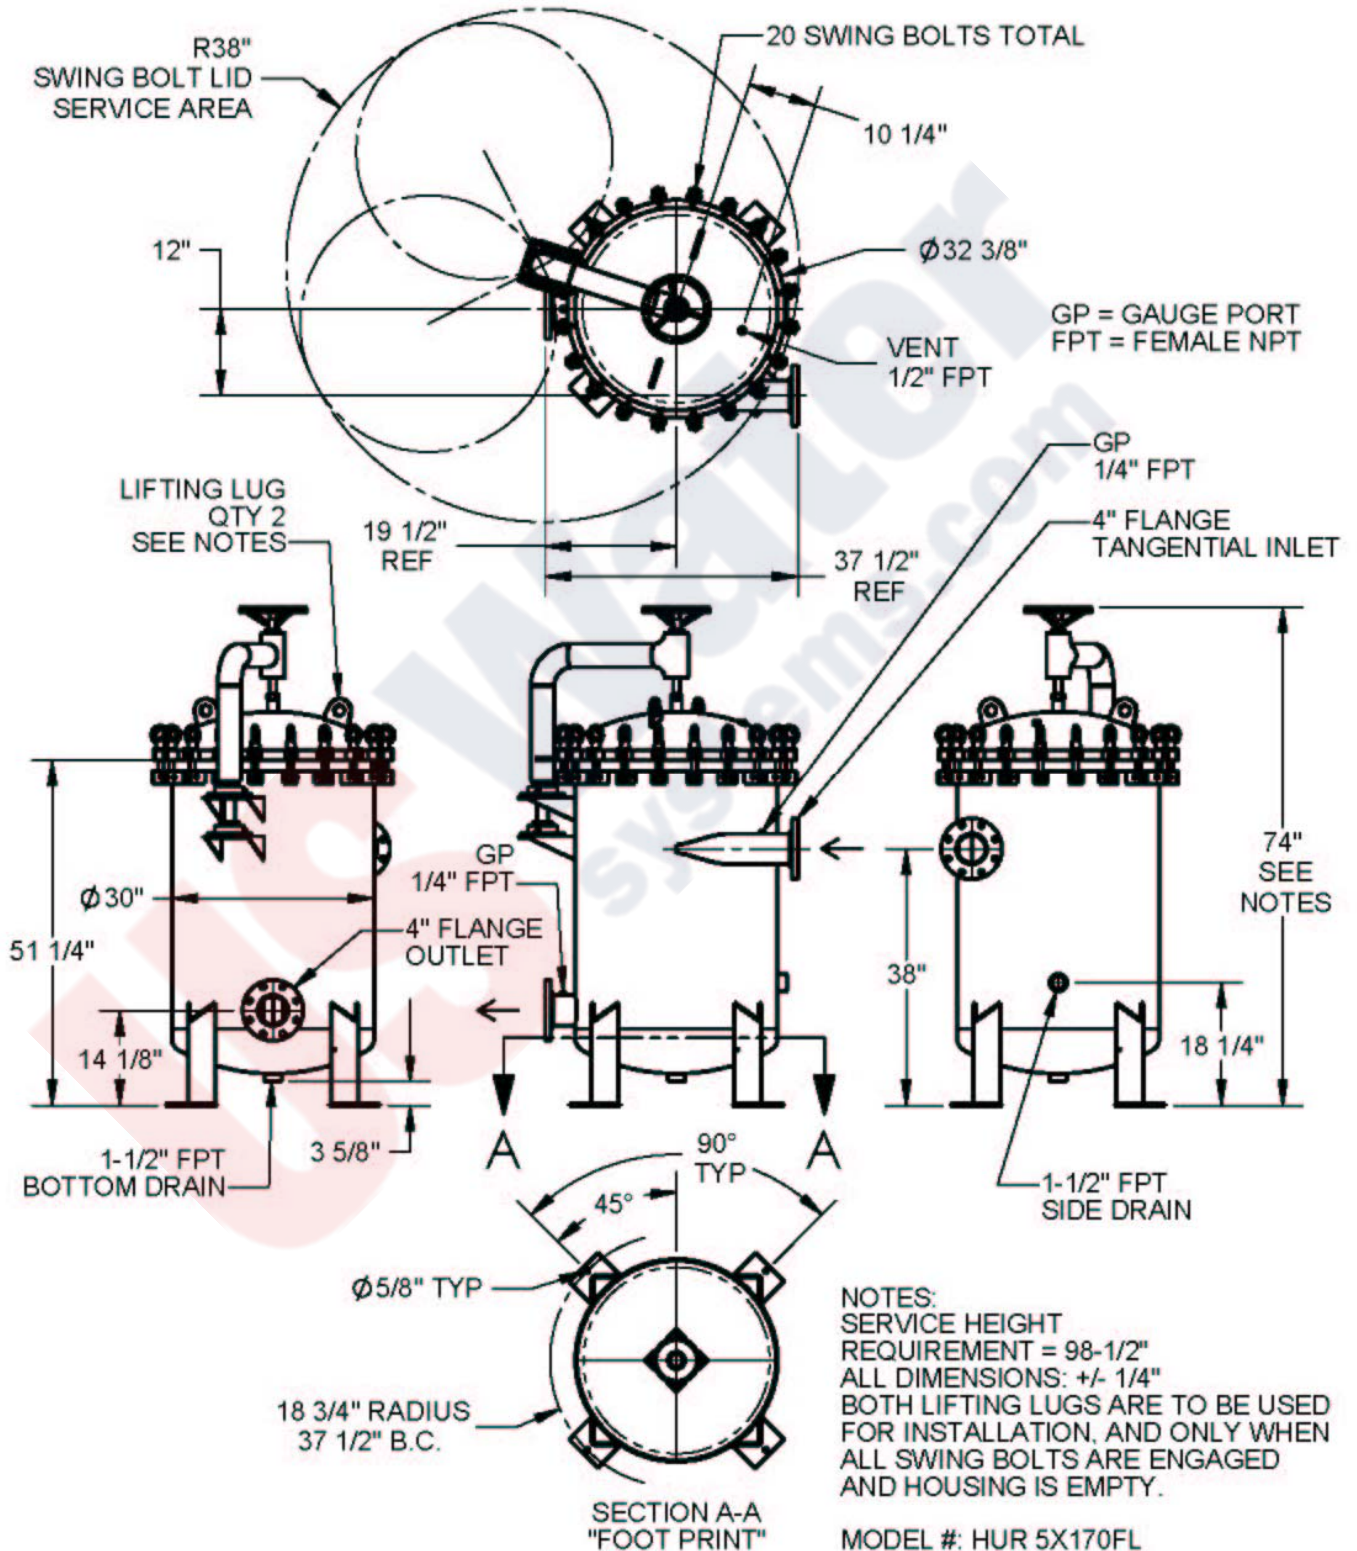 R38"
SWING BOLT LID
SERVICE AREA
20 SWING BOLTS TOTAL
10 1/4"
12"
Ø32 3/8"
GP = GAUGE PORT
FPT = FEMALE NPT
VENT
1/2" FPT
GP
1/4" FPT
LIFTING LUG
QTY 2
SEE NOTES
19 1/2"
REF
37 1/2"
REF
4" FLANGE
TANGENTIAL INLET
GP
1/4" FPT
Ø30"
4" FLANGE
OUTLET
51 1/4"
14 1/8"
38"
74"
SEE
NOTES
18 1/4"
1-1/2" FPT
BOTTOM DRAIN
3 5/8"
A
A
90°
TYP
45°
1-1/2" FPT
SIDE DRAIN
Ø5/8" TYP
18 3/4" RADIUS
37 1/2" B.C.
SECTION A-A
"FOOT PRINT"
NOTES:
SERVICE HEIGHT
REQUIREMENT = 98-1/2"
ALL DIMENSIONS: +/- 1/4"
BOTH LIFTING LUGS ARE TO BE USED
FOR INSTALLATION, AND ONLY WHEN
ALL SWING BOLTS ARE ENGAGED
AND HOUSING IS EMPTY.
MODEL #: HUR 5X170FL
US Water
systems.com